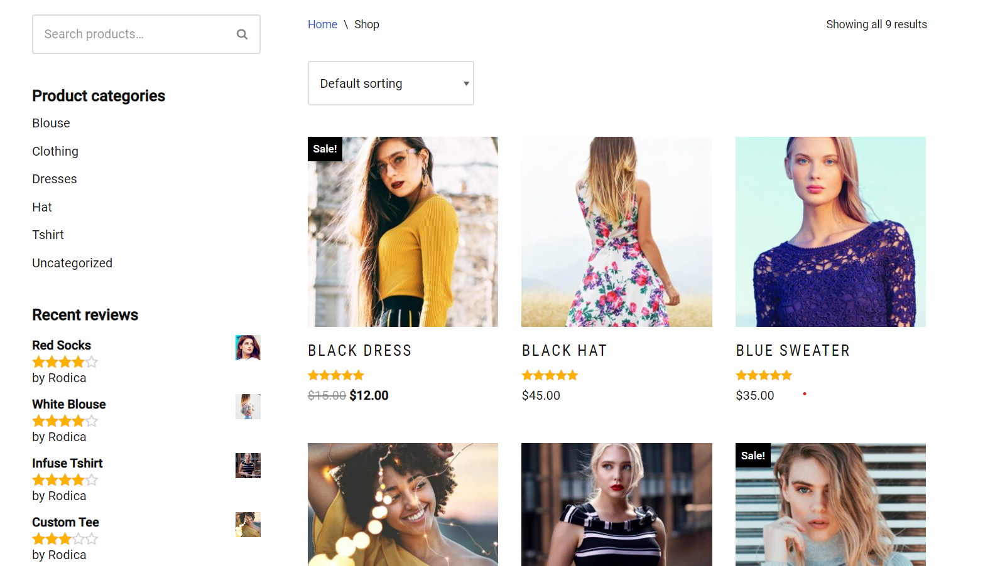 Search products...
Product categories
Blouse
Clothing
Dresses
Hat
Tshirt
Uncategorized
Recent reviews
Red Socks
by Rodica
White Blouse
by Rodica
Infuse Tshirt
by Rodica
Custom Tee
by Rodica
Home \ Shop
Showing all 9 results
Default sorting
Sale!
BLACK DRESS
$15.00 $12.00
BLACK HAT
$45.00
BLUE SWEATER
$35.00
Sale!